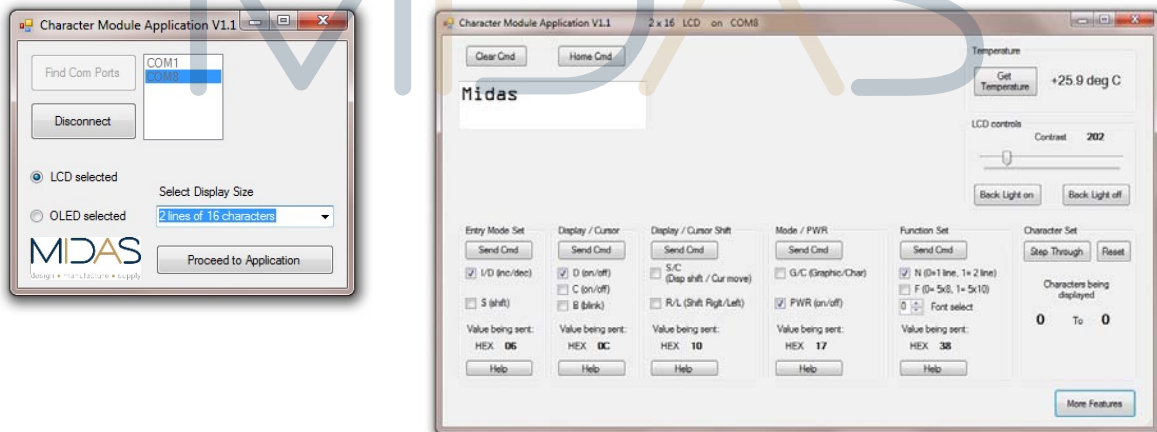 Character Module Application V1.1
Find Com Ports
COM1
COM8
Disconnect
LCD selected
Select Display Size
OLED selected
2 lines of 16 characters
MIDAS
design • manufacture • supply
Proceed to Application
MIDAS
Character Module Application V1.1 2 x 16 LCD on COM8
Clear Cmd Home Cmd
Midas
Temperature
Get Temperature +25.9 deg C
LCD controls
Contrast 202
Back Light on Back Light off
Entry Mode Set
Send Cmd
I/D (inc/dec)
S (shift)
Value being sent:
HEX 06
Help
Display / Cursor
Send Cmd
D (on/off)
C (on/off)
B (blink)
Value being sent:
HEX 0C
Help
Display / Cursor Shift
Send Cmd
S/C
(Disp shift / Cur move)
R/L (Shift Rigt/Left)
Value being sent:
HEX 10
Help
Mode / PWR
Send Cmd
G/C (Graphic/Char)
PWR (on/off)
Value being sent:
HEX 17
Help
Function Set
Send Cmd
N (0=1 line, 1= 2 line)
F (0= 5x8, 1= 5x10)
0 Font select
Value being sent:
HEX 38
Help
Character Set
Step Through Reset
Characters being
displayed
0 To 0
More Features